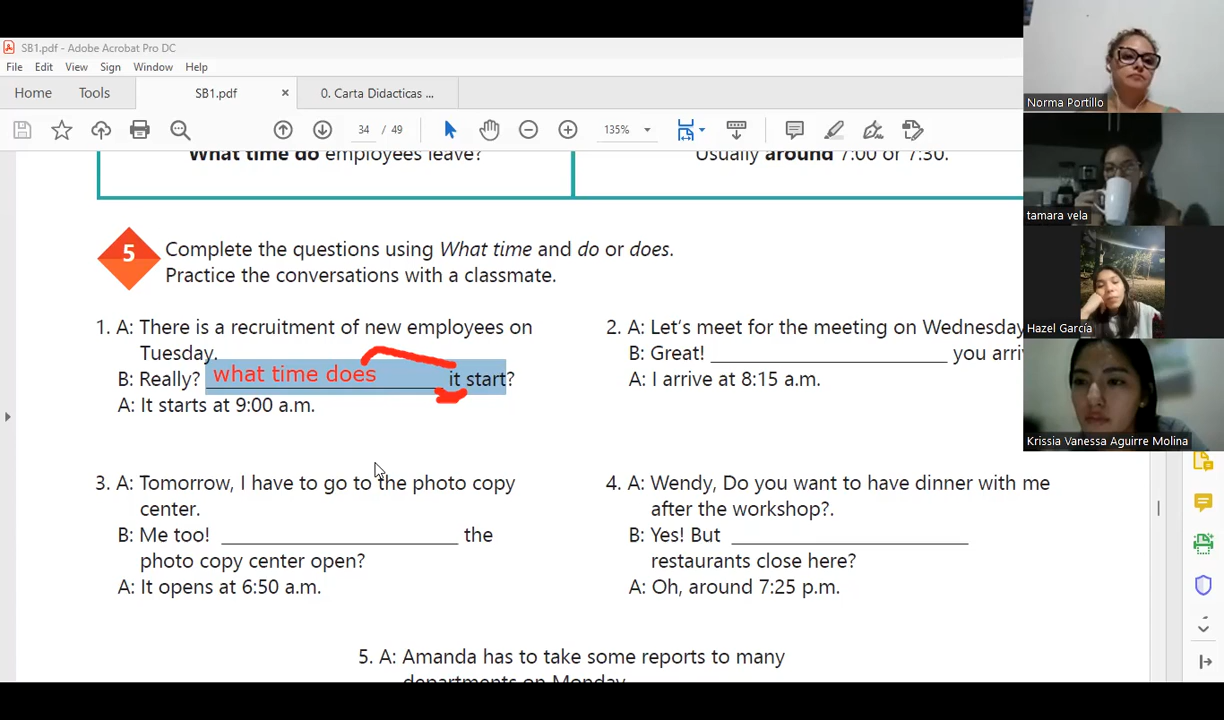 SB1.pdf - Adobe Acrobat Pro DC
File Edit View Sign Window Help
Home Tools SB1.pdf × 0. Carta Didacticas ...
34 / 49 135%
What time do employees leave? Usually around 7:00 or 7:30.
5 Complete the questions using What time and do or does.
Practice the conversations with a classmate.
1. A: There is a recruitment of new employees on
Tuesday.
B: Really? what time does it start?
A: It starts at 9:00 a.m.
2. A: Let's meet for the meeting on Wednesday
B: Great! ____________________ you arri
A: I arrive at 8:15 a.m.
3. A: Tomorrow, I have to go to the photo copy
center.
B: Me too! ____________________ the
photo copy center open?
A: It opens at 6:50 a.m.
4. A: Wendy, Do you want to have dinner with me
after the workshop?.
B: Yes! But ____________________
restaurants close here?
A: Oh, around 7:25 p.m.
5. A: Amanda has to take some reports to many
departments on Monday
Norma Portillo
tamara vela
Hazel García
Krissia Vanessa Aguirre Molina